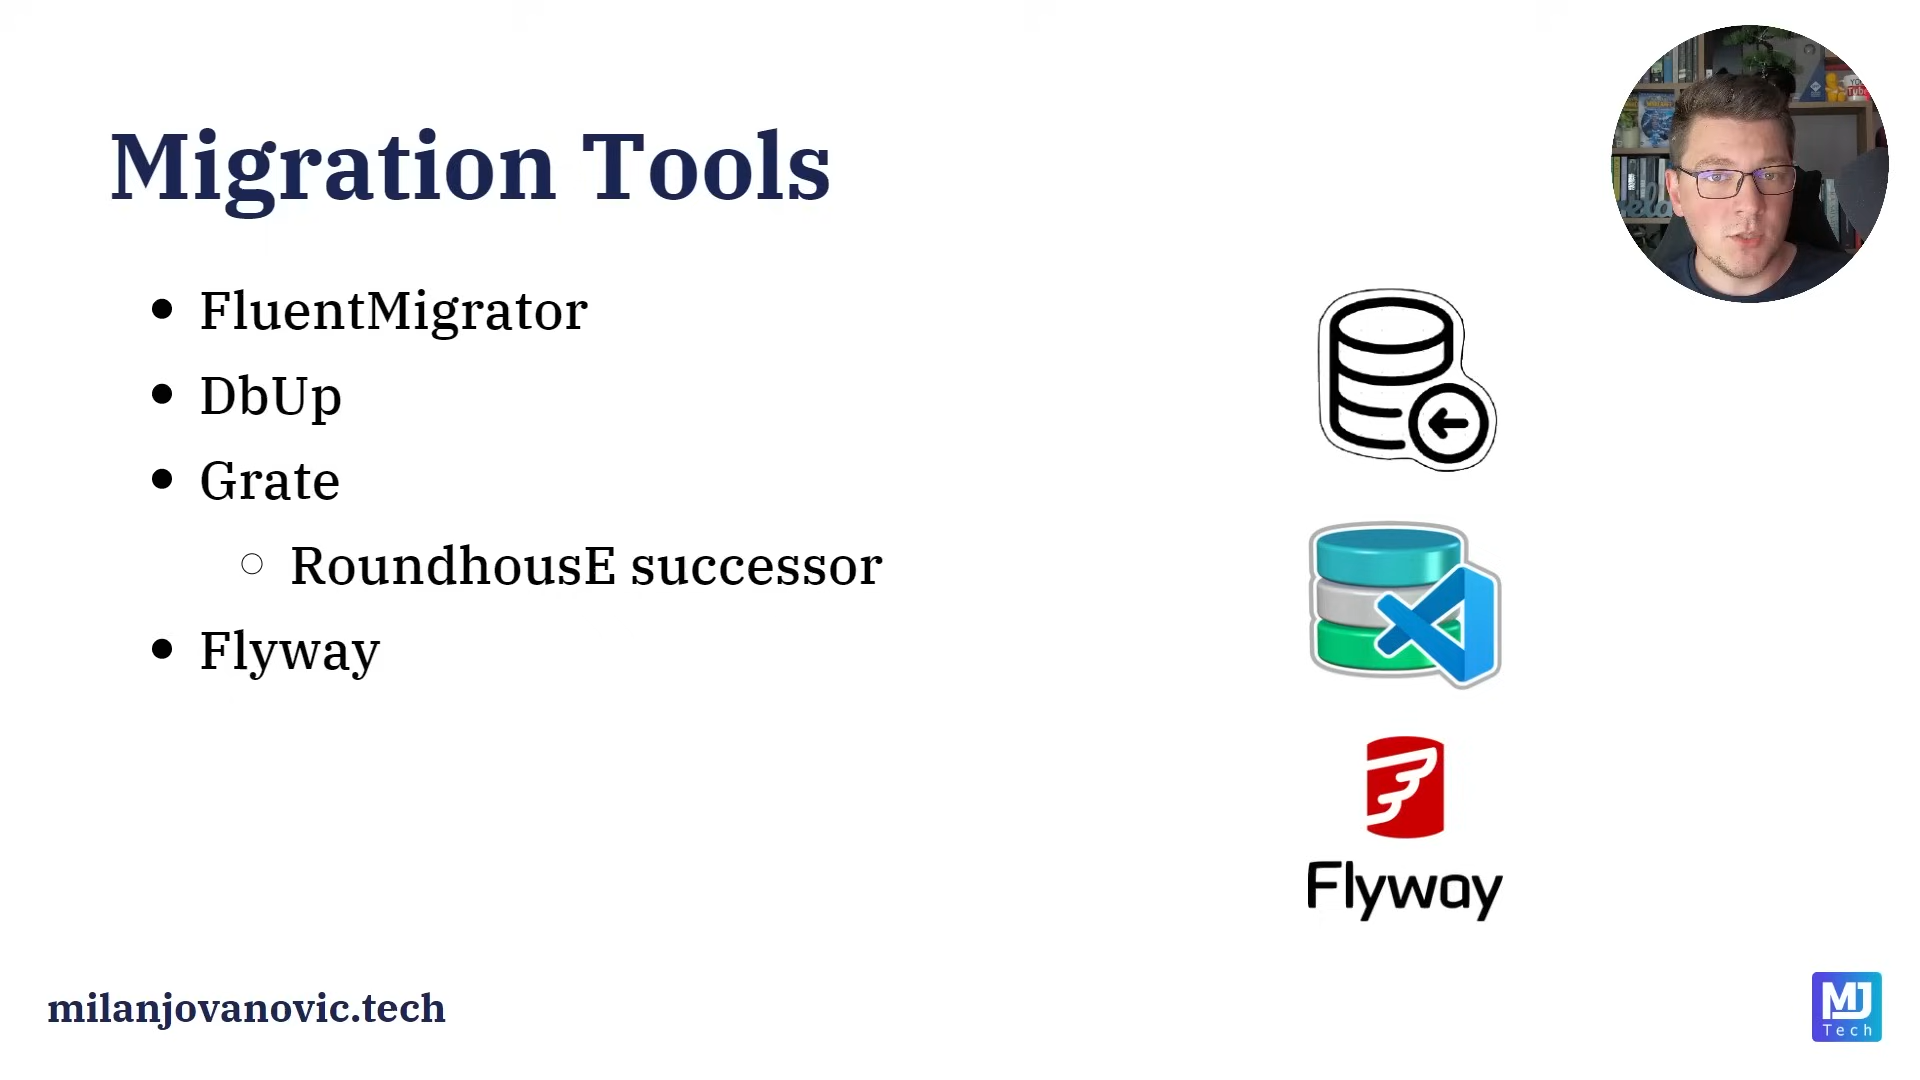 Migration Tools
FluentMigrator
DbUp
Grate
RoundhousE successor
Flyway
Flyway
milanjovanovic.tech
MJ
Tech